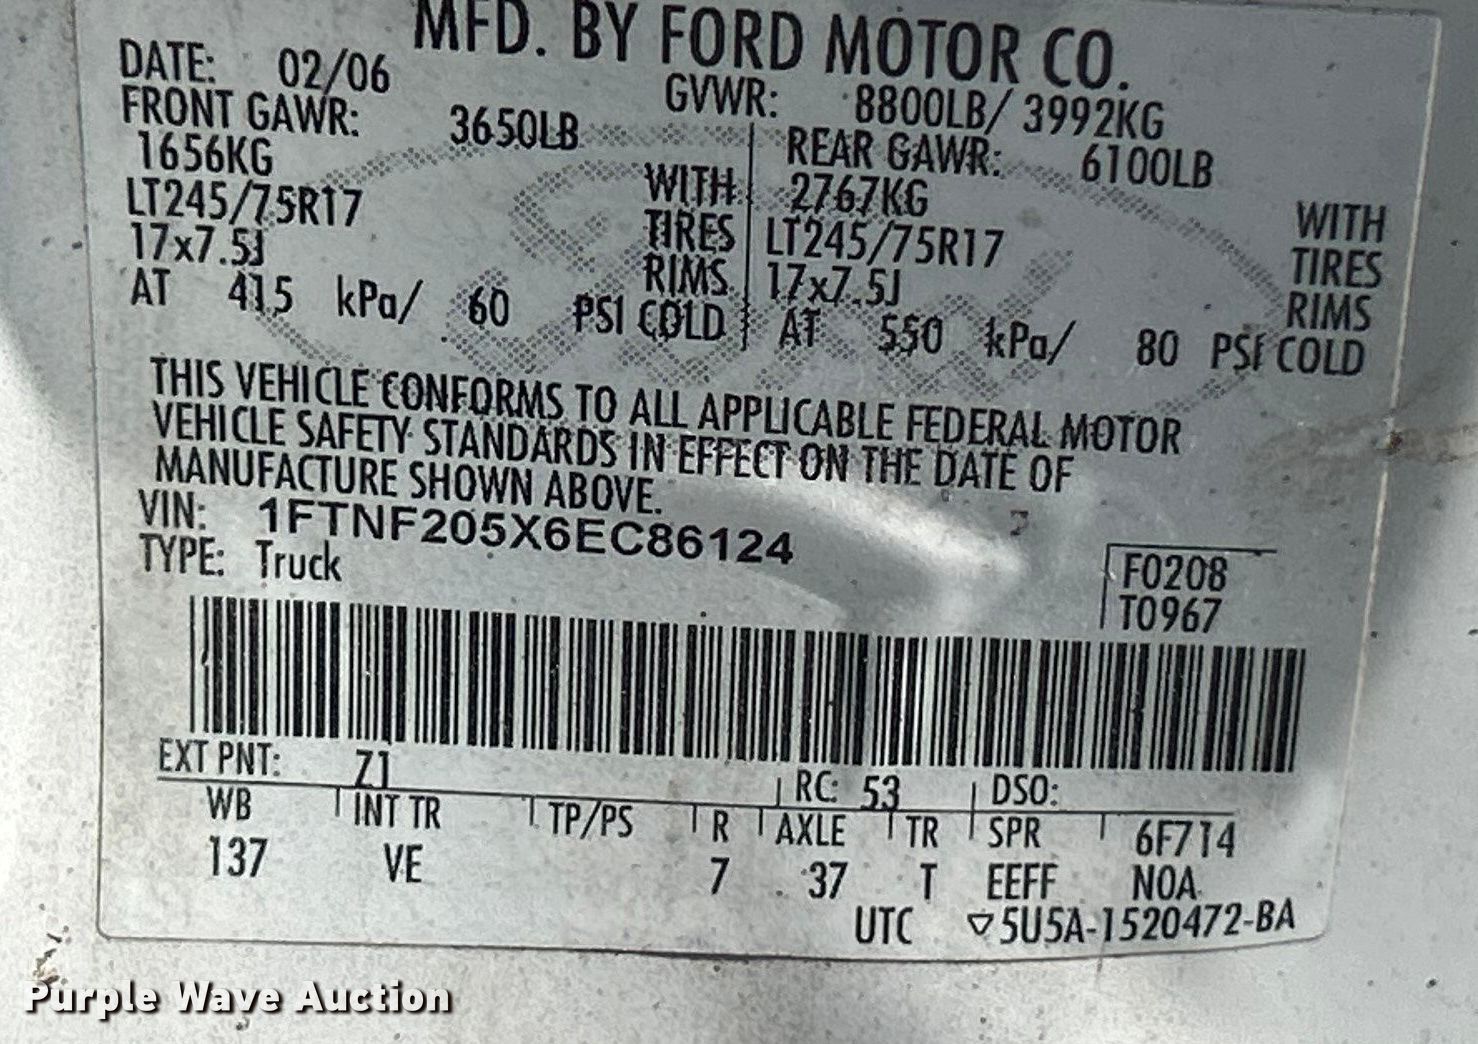 MFD. BY FORD MOTOR CO.
DATE: 02/06 GVWR: 8800LB/ 3992KG
FRONT GAWR: 3650LB REAR GAWR: 6100LB
1656KG WITH 2767KG WITH
LT245/75R17 TIRES LT245/75R17 TIRES
17x7.5J RIMS 17x7.5J RIMS
AT 415 kPa/ 60 PSI COLD AT 550 kPa/ 80 PSI COLD
THIS VEHICLE CONFORMS TO ALL APPLICABLE FEDERAL MOTOR
VEHICLE SAFETY STANDARDS IN EFFECT ON THE DATE OF
MANUFACTURE SHOWN ABOVE.
VIN: 1FTNF205X6EC86124
TYPE: Truck
F0208
T0967
EXT PNT: Z1 RC: 53 DSO:
WB INT TR TP/PS R AXLE TR SPR 6F714
137 VE 7 37 T EEFF NOA
UTC ▽5U5A-1520472-BA
Purple Wave Auction